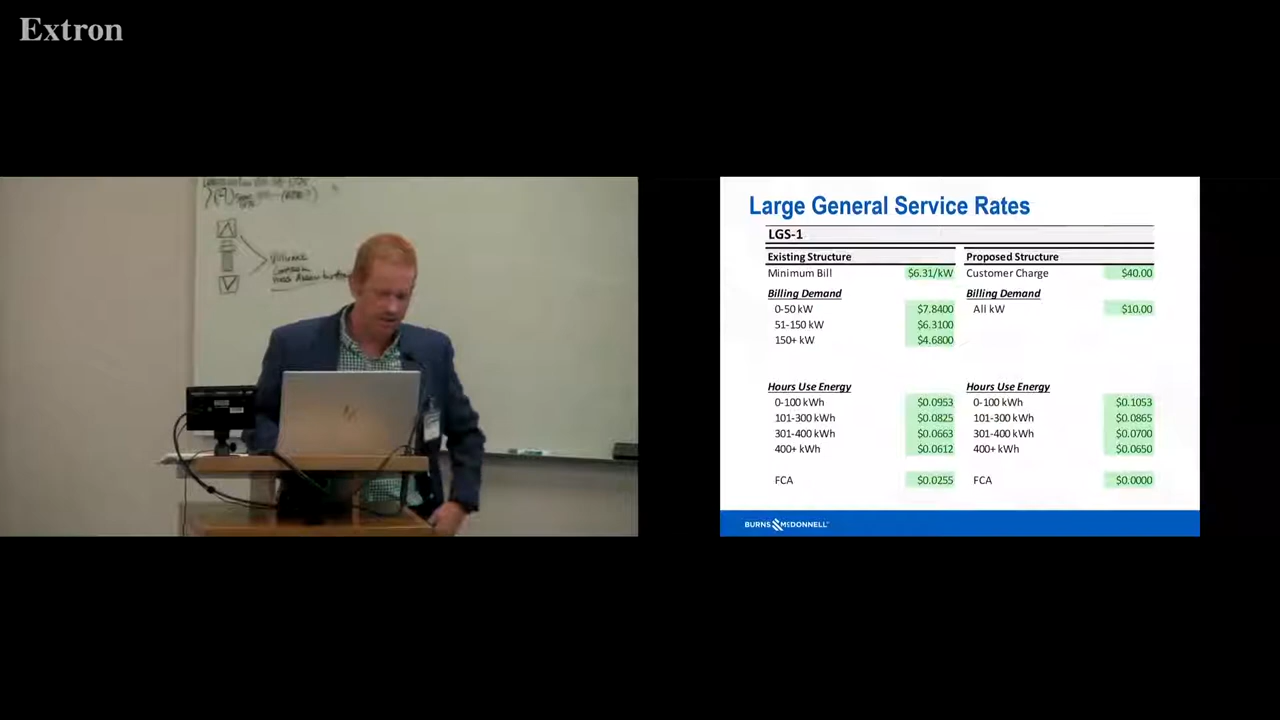 Extron
Large General Service Rates
LGS-1
Existing Structure Proposed Structure
Minimum Bill $6.31/kW Customer Charge $40.00
Billing Demand Billing Demand
0-50 kW $7.8400 All kW $10.00
51-150 kW $6.3100
150+ kW $4.6800
Hours Use Energy Hours Use Energy
0-100 kWh $0.0953 0-100 kWh $0.1053
101-300 kWh $0.0825 101-300 kWh $0.0865
301-400 kWh $0.0663 301-400 kWh $0.0700
400+ kWh $0.0612 400+ kWh $0.0650
FCA $0.0255 FCA $0.0000
BURNS MCDONNELL